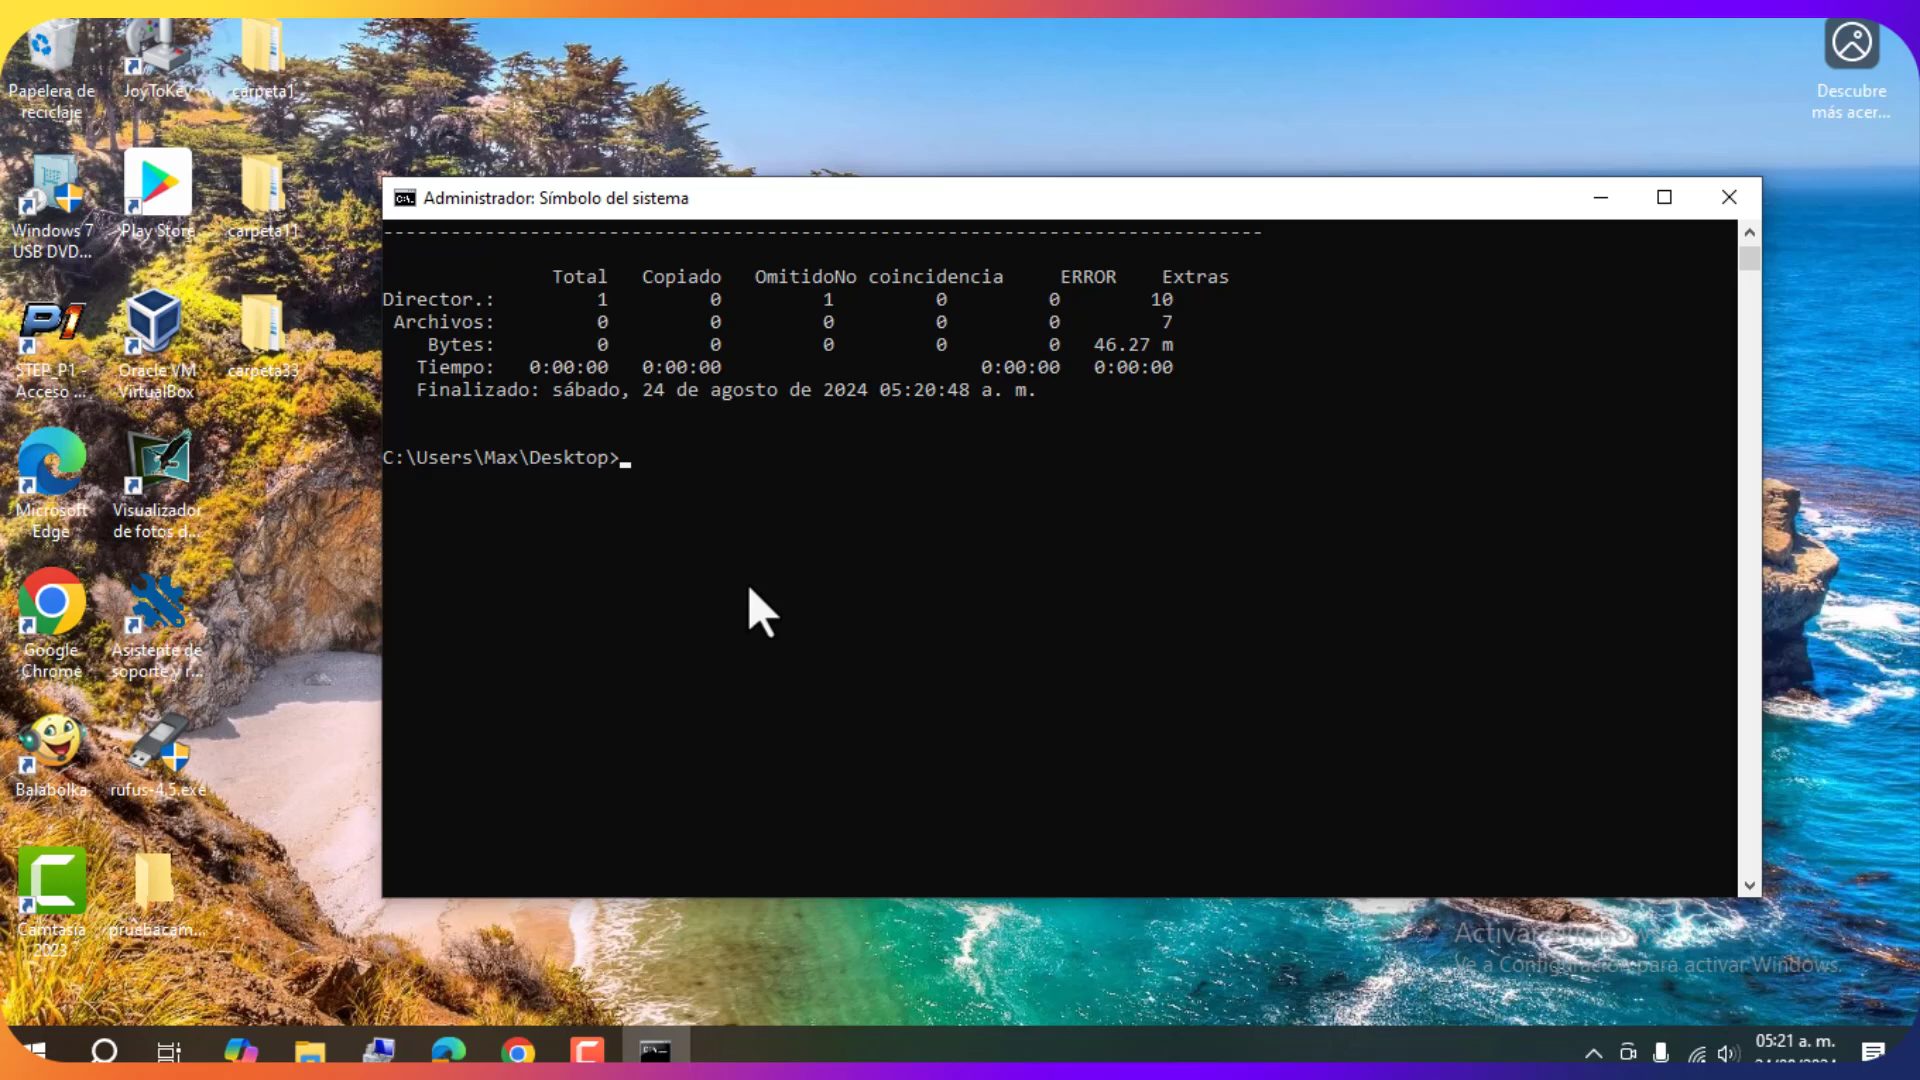 Papelera de
reciclaje
JoyToKey
carpeta1
Descubre
más acer...
Windows 7
USB DVD...
Play Store
carpeta11
STEP_P1 -
Acceso ...
Oracle VM
VirtualBox
carpeta33
Microsoft
Edge
Visualizador
de fotos d...
Google
Chrome
Asistente de
soporte y r...
Balabolka
rufus-4.5.exe
Camtasia
2023
pruebacam...
Administrador: Símbolo del sistema
------------------------------------------------------------------------------
Total Copiado OmitidoNo coincidencia ERROR Extras
Director.: 1 0 1 0 0 10
Archivos: 0 0 0 0 0 7
Bytes: 0 0 0 0 0 46.27 m
Tiempo: 0:00:00 0:00:00 0:00:00 0:00:00
Finalizado: sábado, 24 de agosto de 2024 05:20:48 a. m.
C:\Users\Max\Desktop>
Activar Windows
Ve a Configuración para activar Windows.
05:21 a. m.